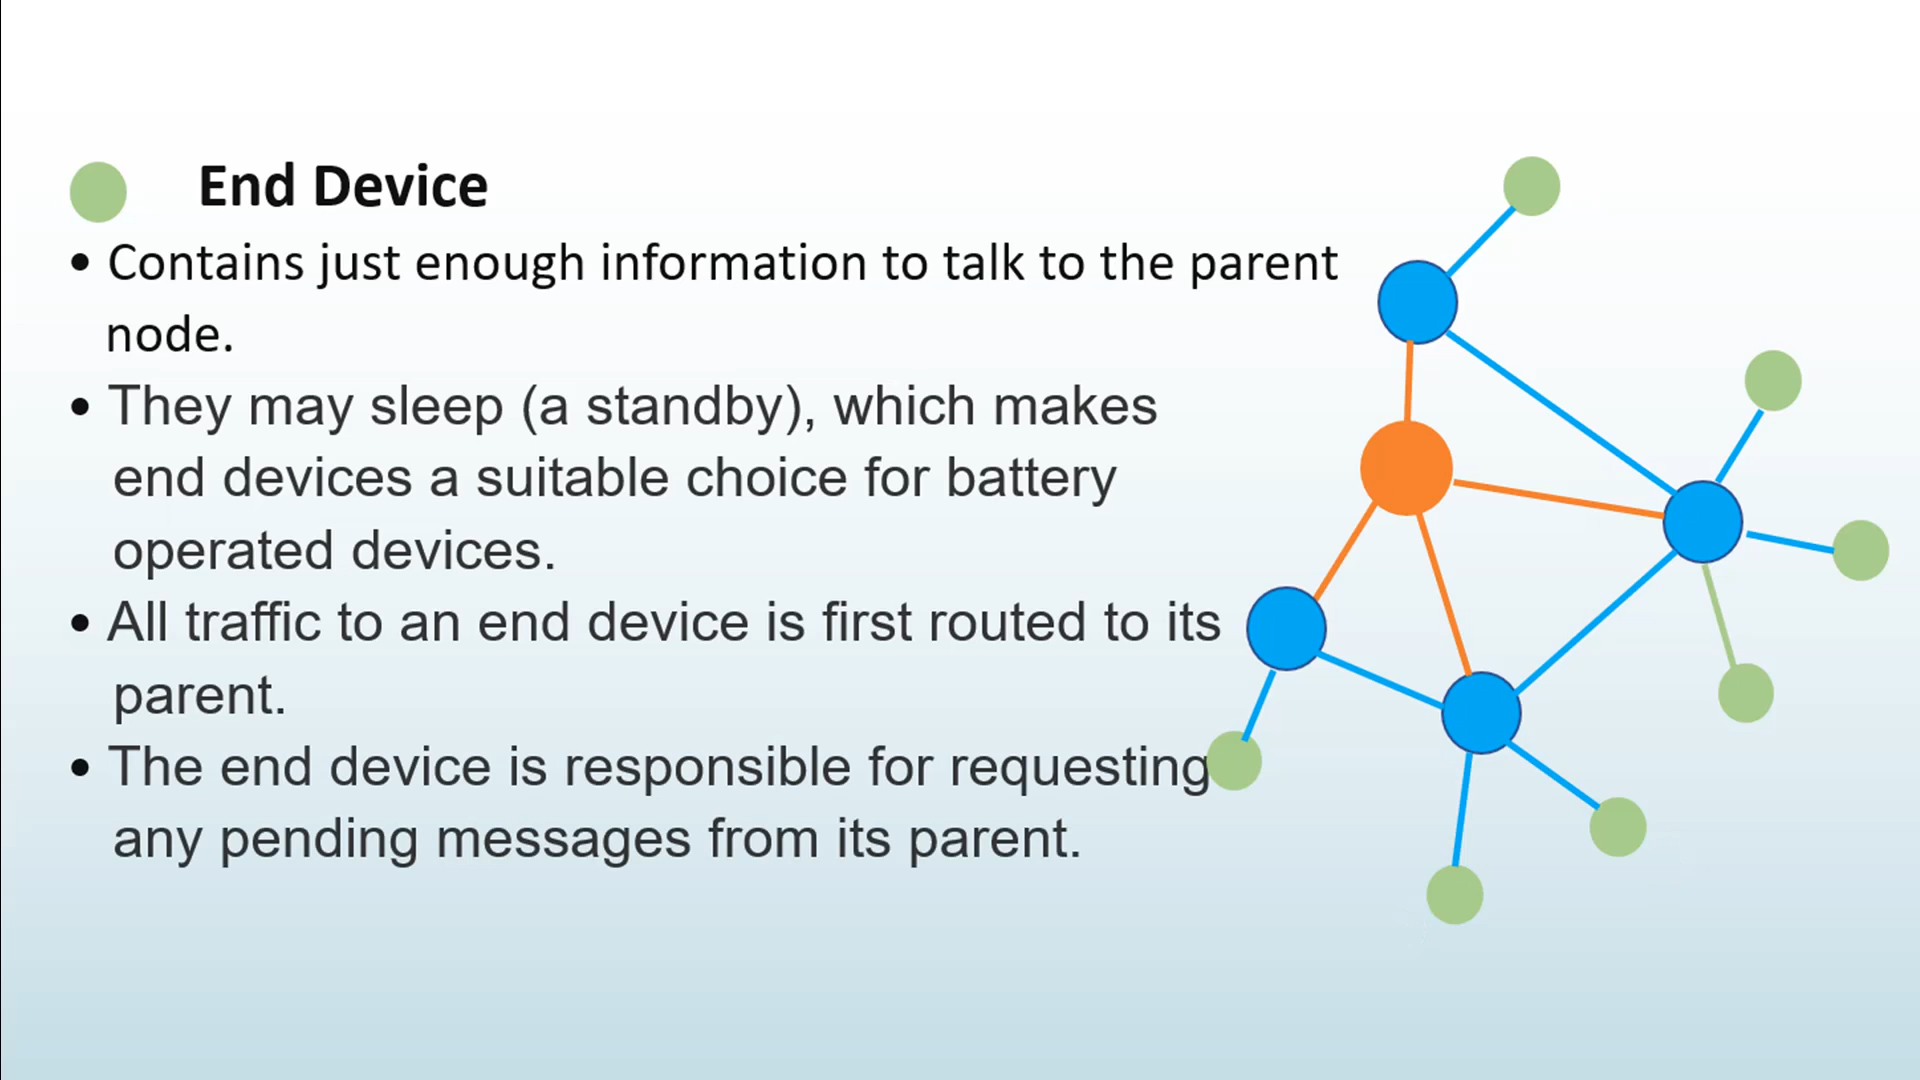 End Device
• Contains just enough information to talk to the parent
node.
• They may sleep (a standby), which makes
end devices a suitable choice for battery
operated devices.
• All traffic to an end device is first routed to its
parent.
• The end device is responsible for requesting
any pending messages from its parent.